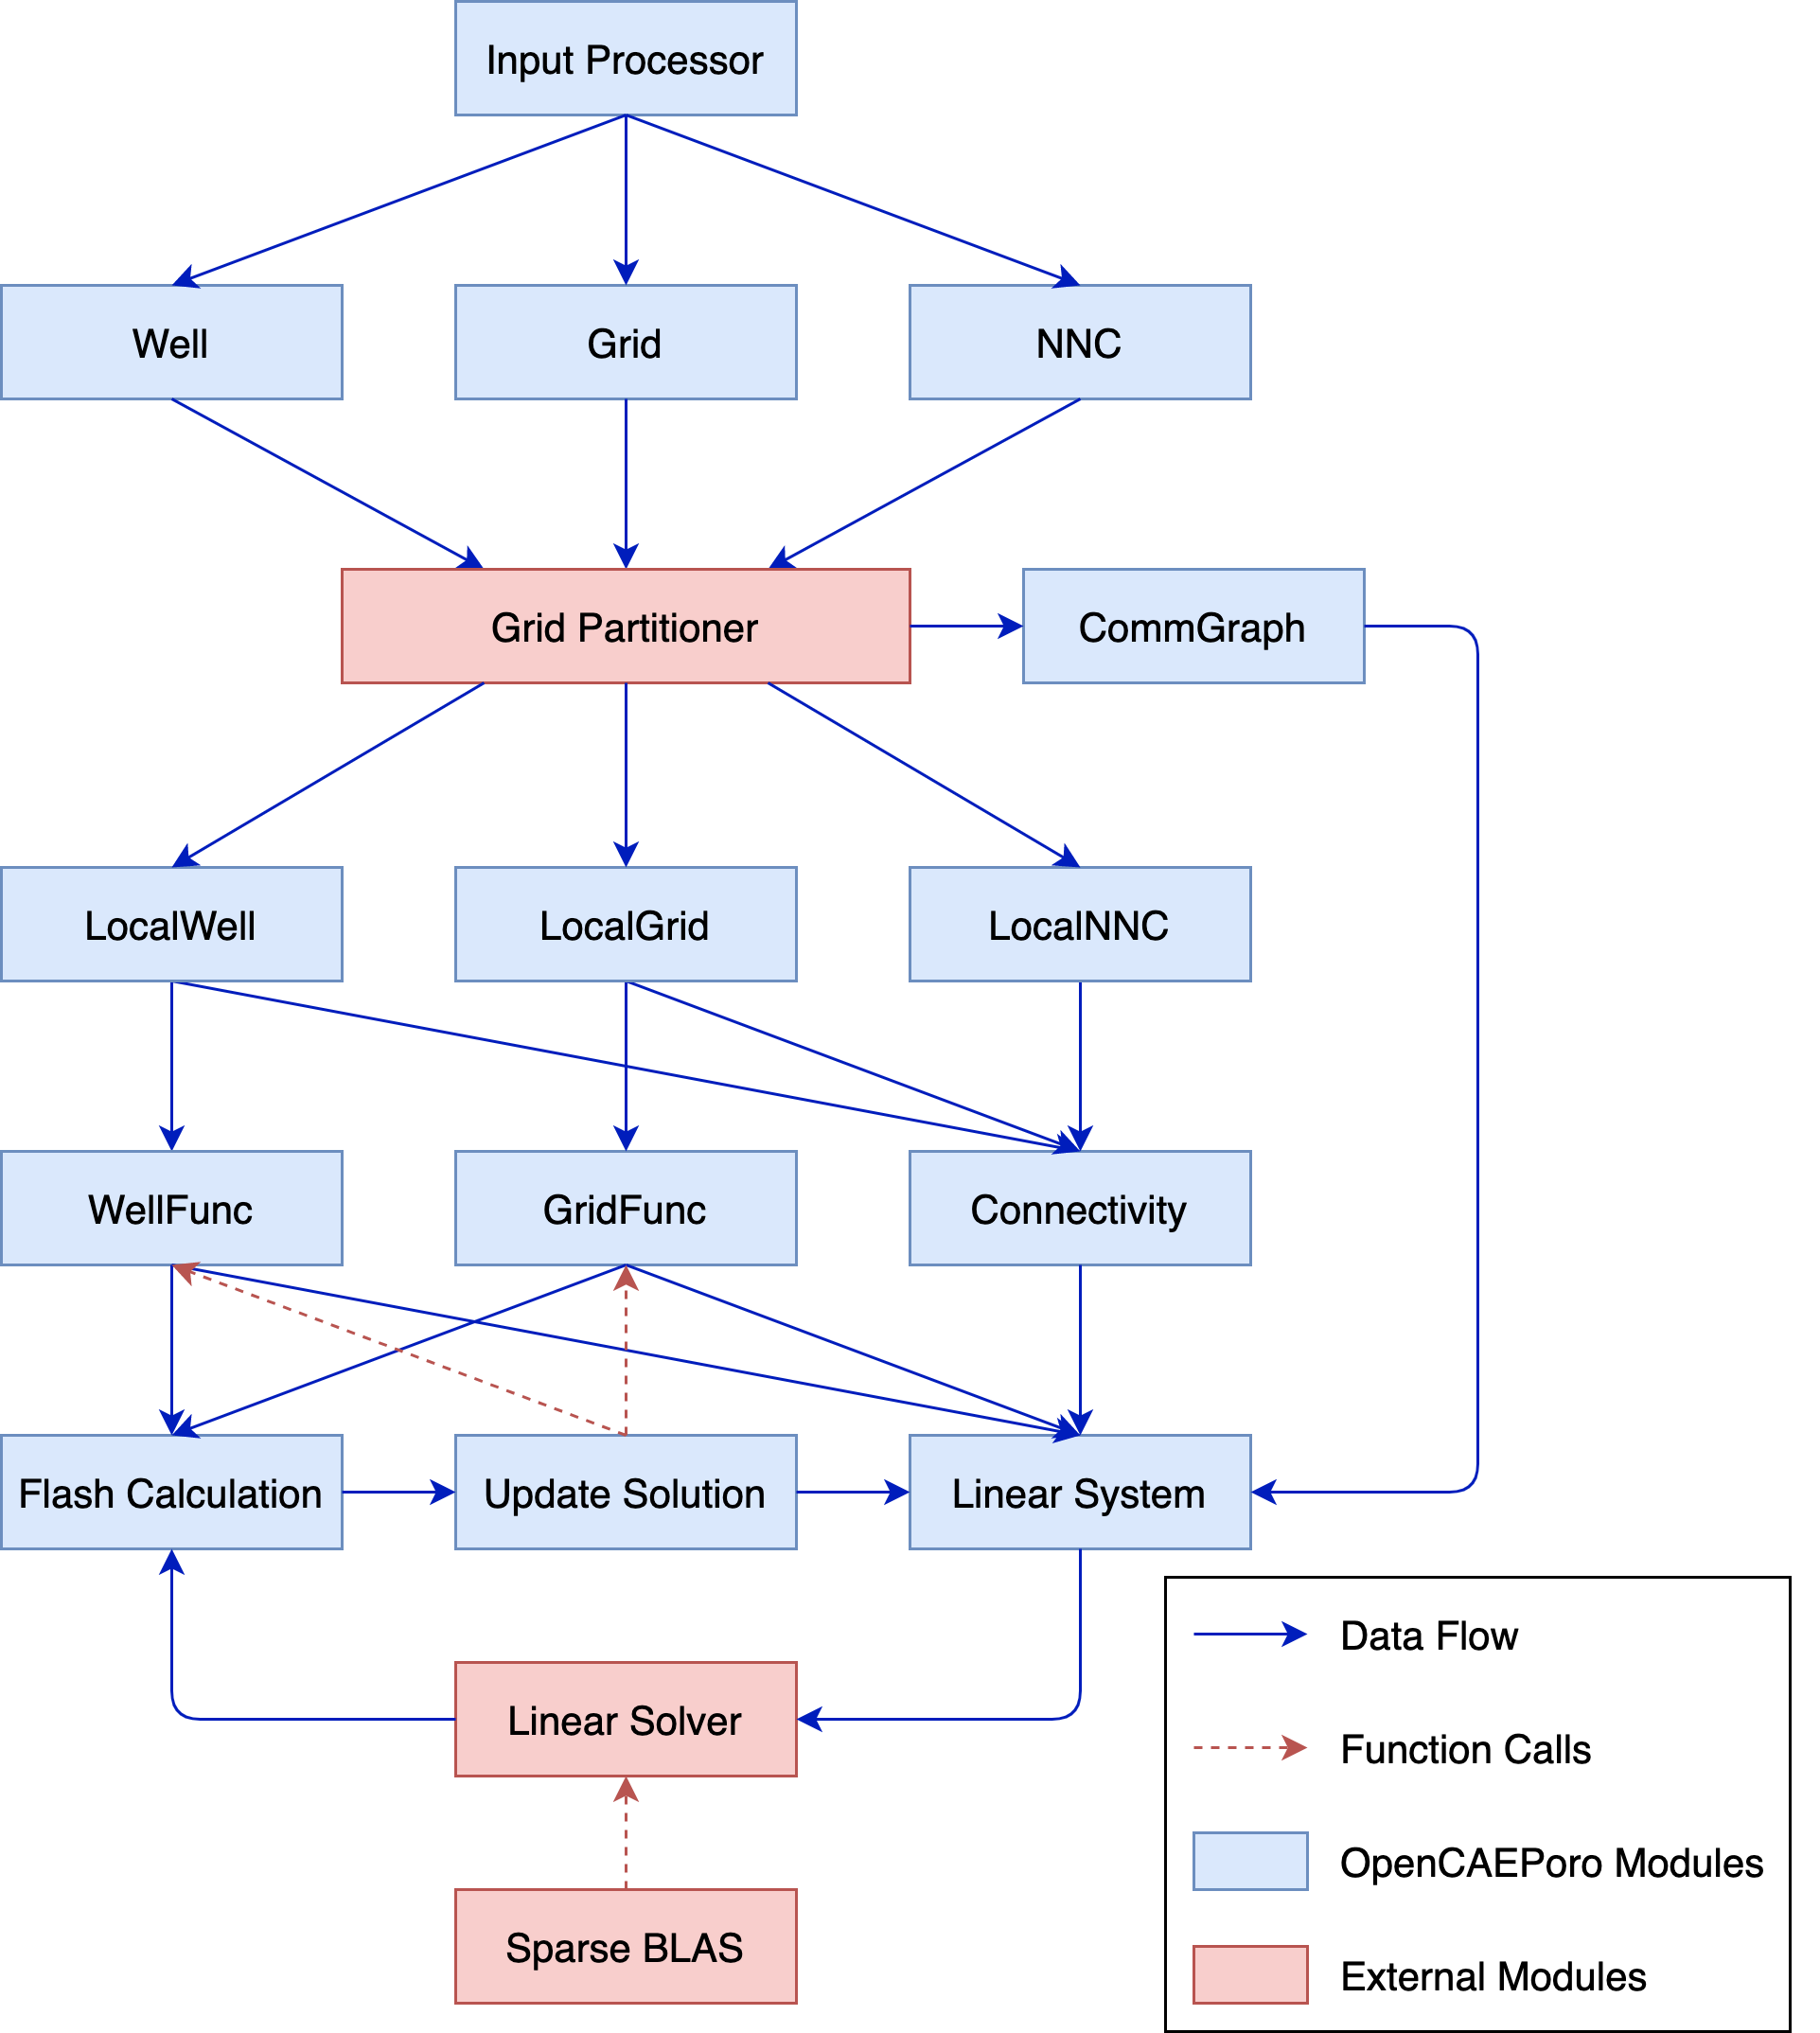 Input Processor
Well
Grid
NNC
Grid Partitioner
CommGraph
LocalWell
LocalGrid
LocalNNC
WellFunc
GridFunc
Connectivity
Flash Calculation
Update Solution
Linear System
Linear Solver
Sparse BLAS
Data Flow
Function Calls
OpenCAEPoro Modules
External Modules